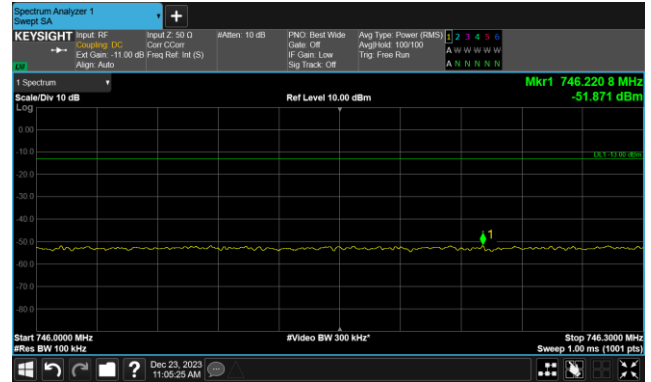 Spectrum Analyzer 1
Swept SA
+
KEYSIGHT Input: RF Input Z: 50 Ω #Atten: 10 dB PNO: Best Wide Avg Type: Power (RMS) 1 2 3 4 5 6
Coupling: DC Corr CCorr Gate: Off Avg|Hold: 100/100 A W W W W W
Ext Gain: -11.00 dB Freq Ref: Int (S) IF Gain: Low Trig: Free Run
Align: Auto Sig Track: Off A N N N N N
1 Spectrum
Mkr1 746.220 8 MHz
Scale/Div 10 dB Ref Level 10.00 dBm -51.871 dBm
Log
0.00
-10.0
DL1 -13.00 dBm
-20.0
-30.0
-40.0
1
-50.0
-60.0
-70.0
-80.0
Start 746.0000 MHz #Video BW 300 kHz* Stop 746.3000 MHz
#Res BW 100 kHz Sweep 1.00 ms (1001 pts)
? Dec 23, 2023
11:05:25 AM